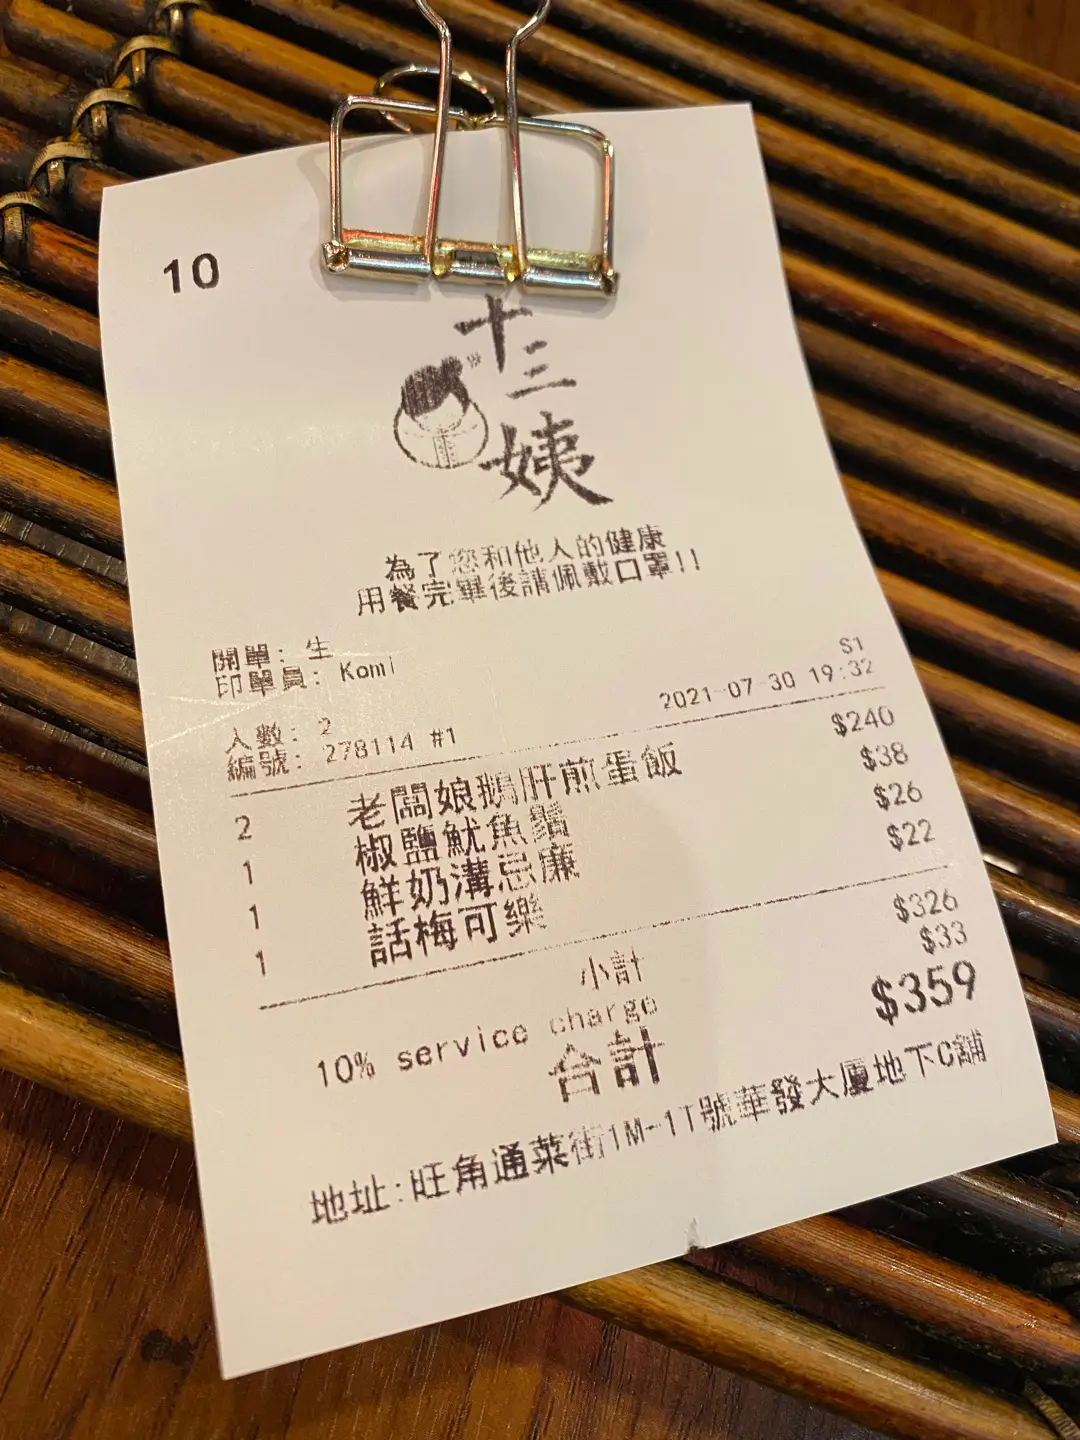 10
十三姨
為了您和他人的健康
用餐完畢後請佩戴口罩!!
開單: 生
印單員: Komi
S1
人數: 2
2021-07-30 19:32
編號: 278114 #1
2 老闆娘鵝肝煎蛋飯 $240
1 椒鹽魷魚鬚 $38
1 鮮奶溝忌廉 $26
1 話梅可樂 $22
小計 $326
10% service charge $33
合計 $359
地址:旺角通菜街1M-1T號華發大廈地下C舖